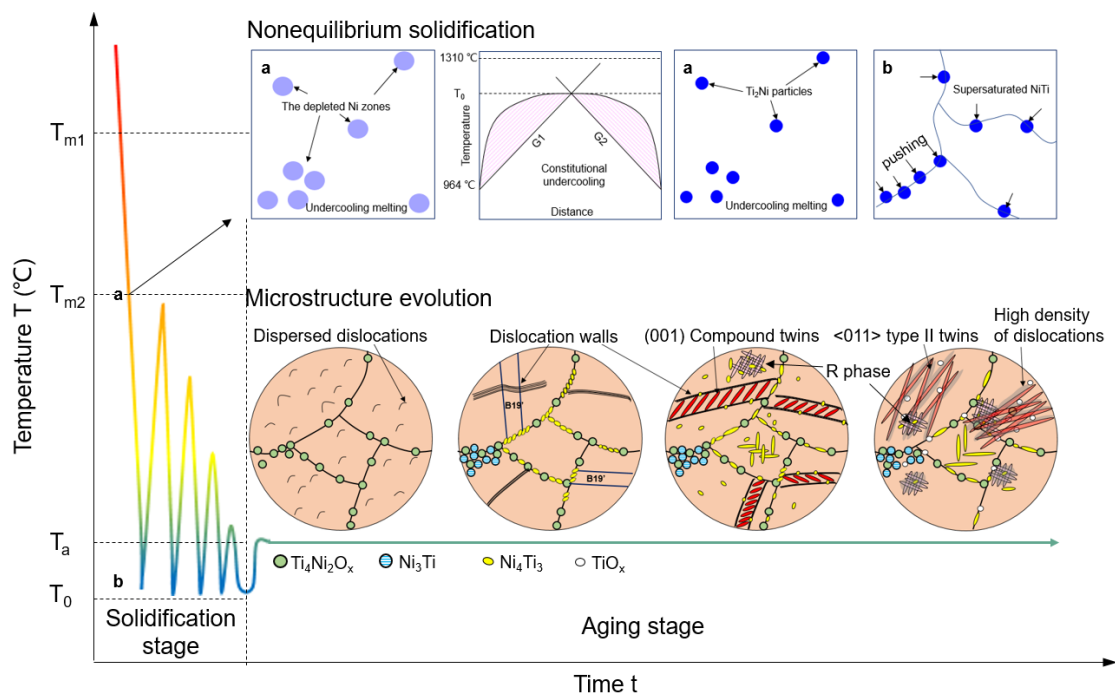 Nonequilibrium solidification
a
The depleted Ni zones
Undercooling melting
1310 ℃
T₀
964 ℃
Temperature
G1
G2
Constitutional
undercooling
Distance
a
Ti₂Ni particles
Undercooling melting
b
Supersaturated NiTi
pushing
Temperature T (℃)
Tm1
Tm2
Ta
T₀
a
b
Microstructure evolution
Dispersed dislocations
Dislocation walls
(001) Compound twins
<011> type II twins
High density
of dislocations
R phase
B19'
B19'
Ti₄Ni₂Oₓ
Ni₃Ti
Ni₄Ti₃
TiOₓ
Solidification
stage
Aging stage
Time t